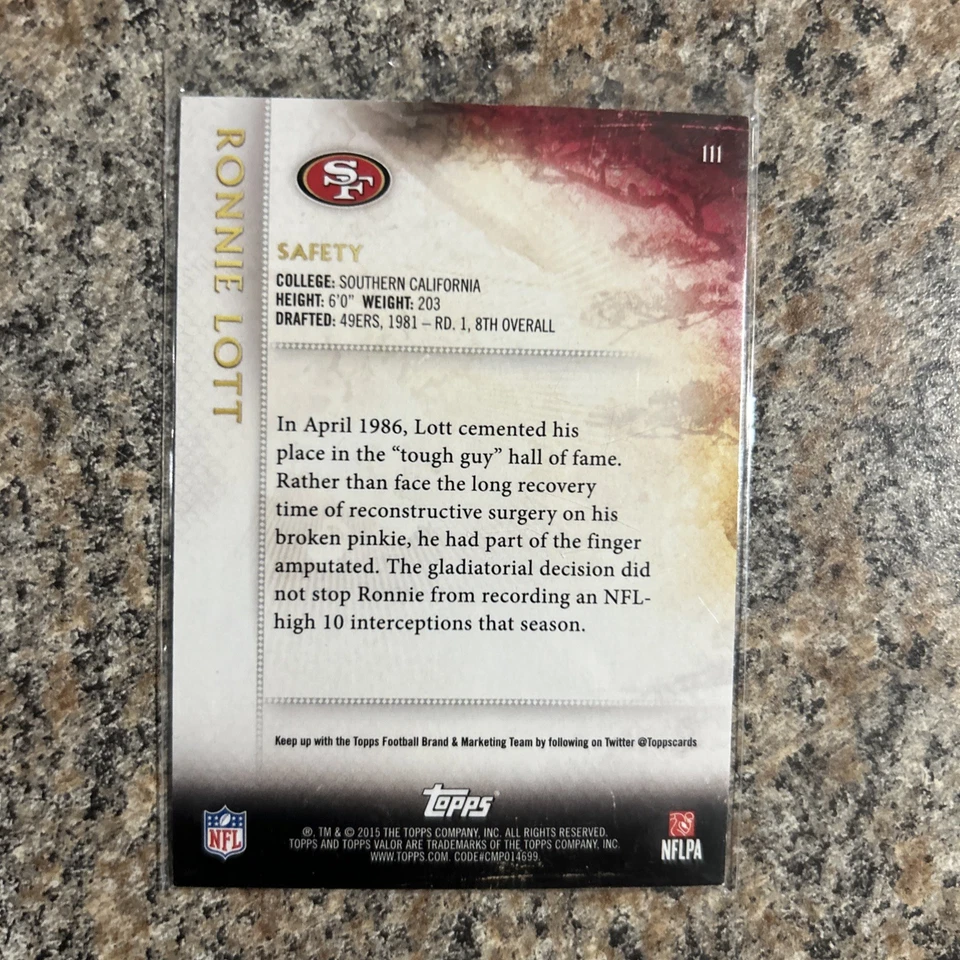 RONNIE LOTT
111
SF
SAFETY
COLLEGE: SOUTHERN CALIFORNIA
HEIGHT: 6'0" WEIGHT: 203
DRAFTED: 49ERS, 1981 – RD. 1, 8TH OVERALL
In April 1986, Lott cemented his
place in the “tough guy” hall of fame.
Rather than face the long recovery
time of reconstructive surgery on his
broken pinkie, he had part of the finger
amputated. The gladiatorial decision did
not stop Ronnie from recording an NFL-
high 10 interceptions that season.
Keep up with the Topps Football Brand & Marketing Team by following on Twitter @Toppscards
topps
®, TM & © 2015 THE TOPPS COMPANY, INC. ALL RIGHTS RESERVED.
TOPPS AND TOPPS VALOR ARE TRADEMARKS OF THE TOPPS COMPANY, INC.
WWW.TOPPS.COM. CODE#CMP014699
NFL
NFLPA